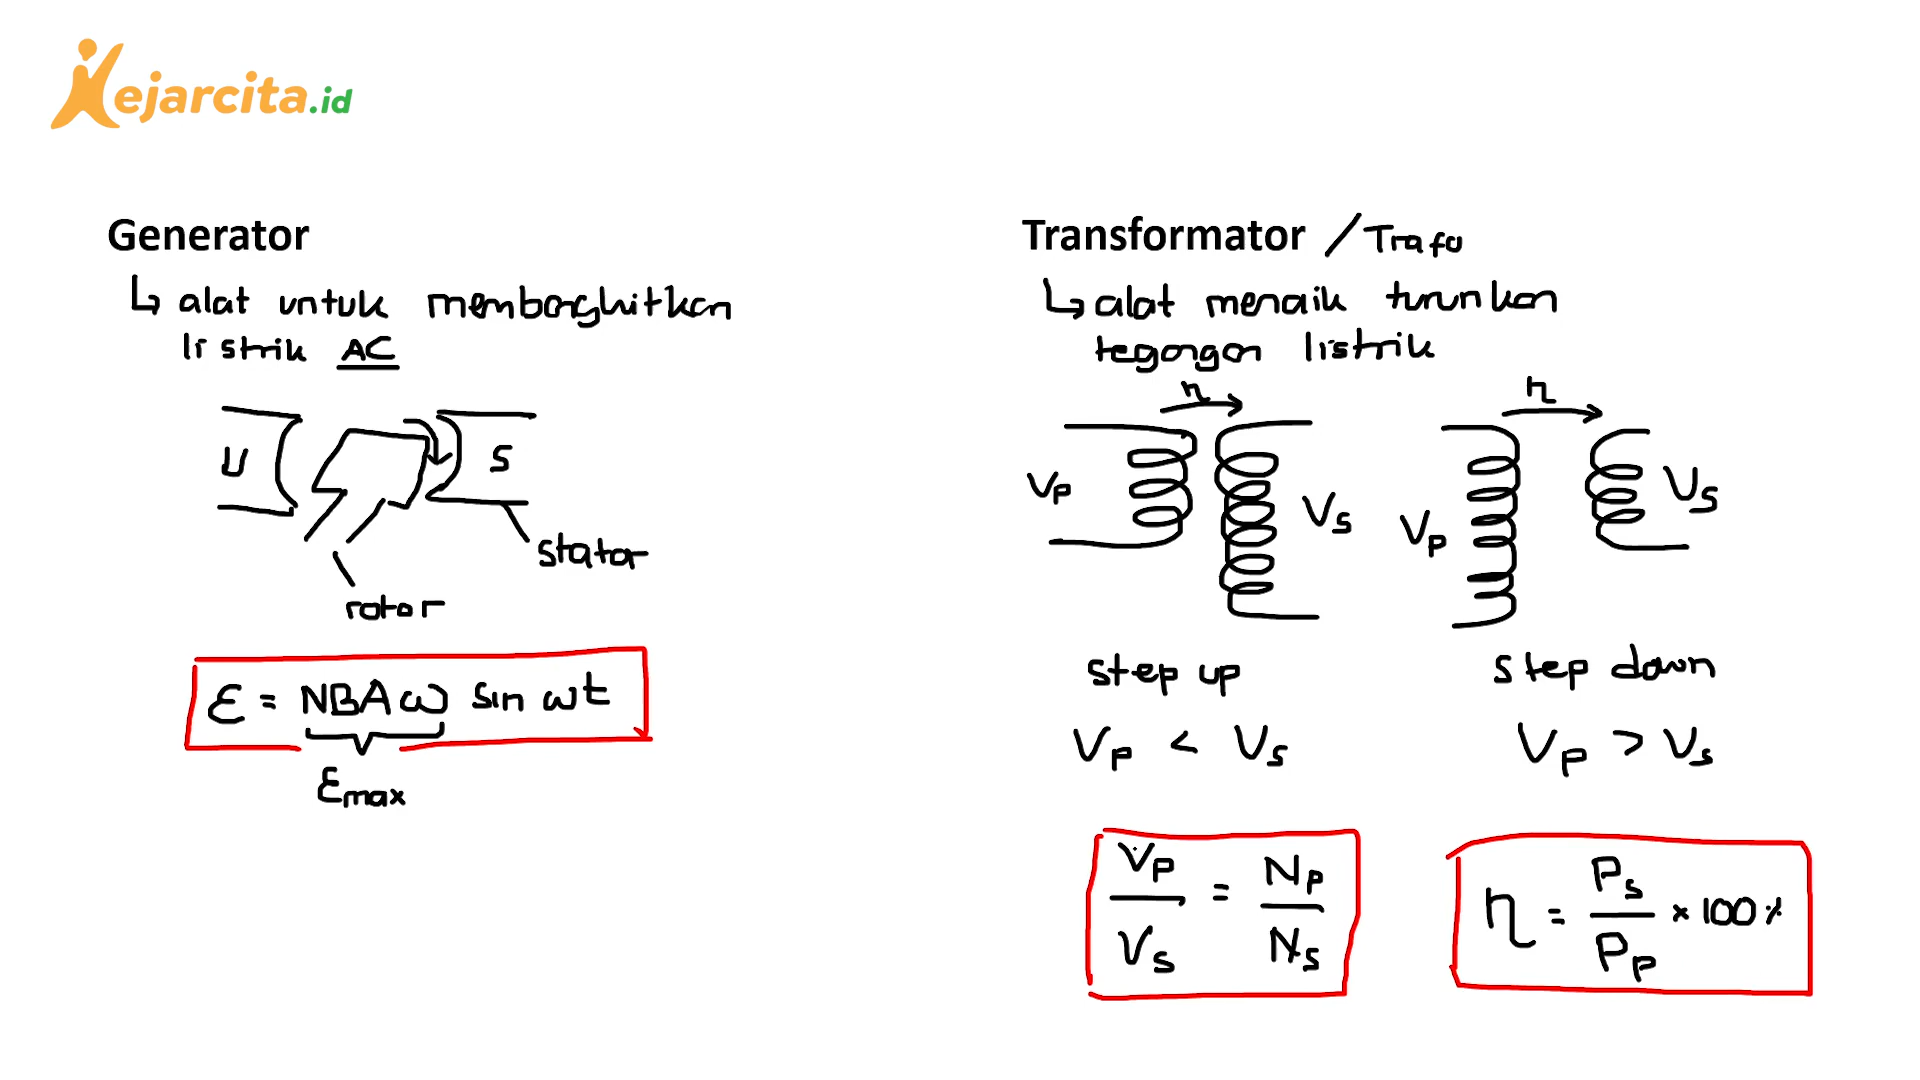 Kejarcita.id
Generator
↳ alat untuk membangkitkan
listrik AC
U
S
stator
rotor
ε = NBAω sin ωt
εmax
Transformator / Trafo
↳ alat menaik turunkan
tegangan listrik
η
η
Vp
Vs
Vp
Vs
step up
step down
Vp < Vs
Vp > Vs
Vp/Vs = Np/Ns
η = Ps/Pp × 100%